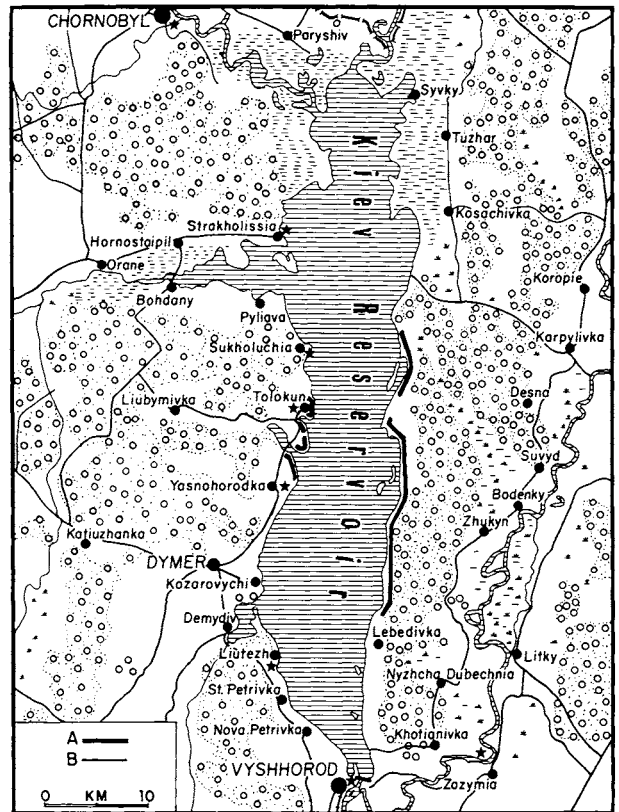 CHORNOBYL
Paryshiv
Syvky
Kiev Reservoir
Tuzhar
Kosachivka
Strakholissia
Hornostaipil
Orane
Bohdany
Koropie
Pyliava
Sukholuchia
Karpylivka
Tolokun
Liubymivka
Desna
Suvyd
Yasnohorodka
Bodenky
Zhukyn
Katiuzhanka
DYMER
Kozarovychi
Demydiv
Lebedivka
Liutezh
Litky
Nyzhcha Dubechnia
St. Petrivka
Nova Petrivka
Khotianivka
VYSHHOROD
Zazymia
A
B
0 KM 10